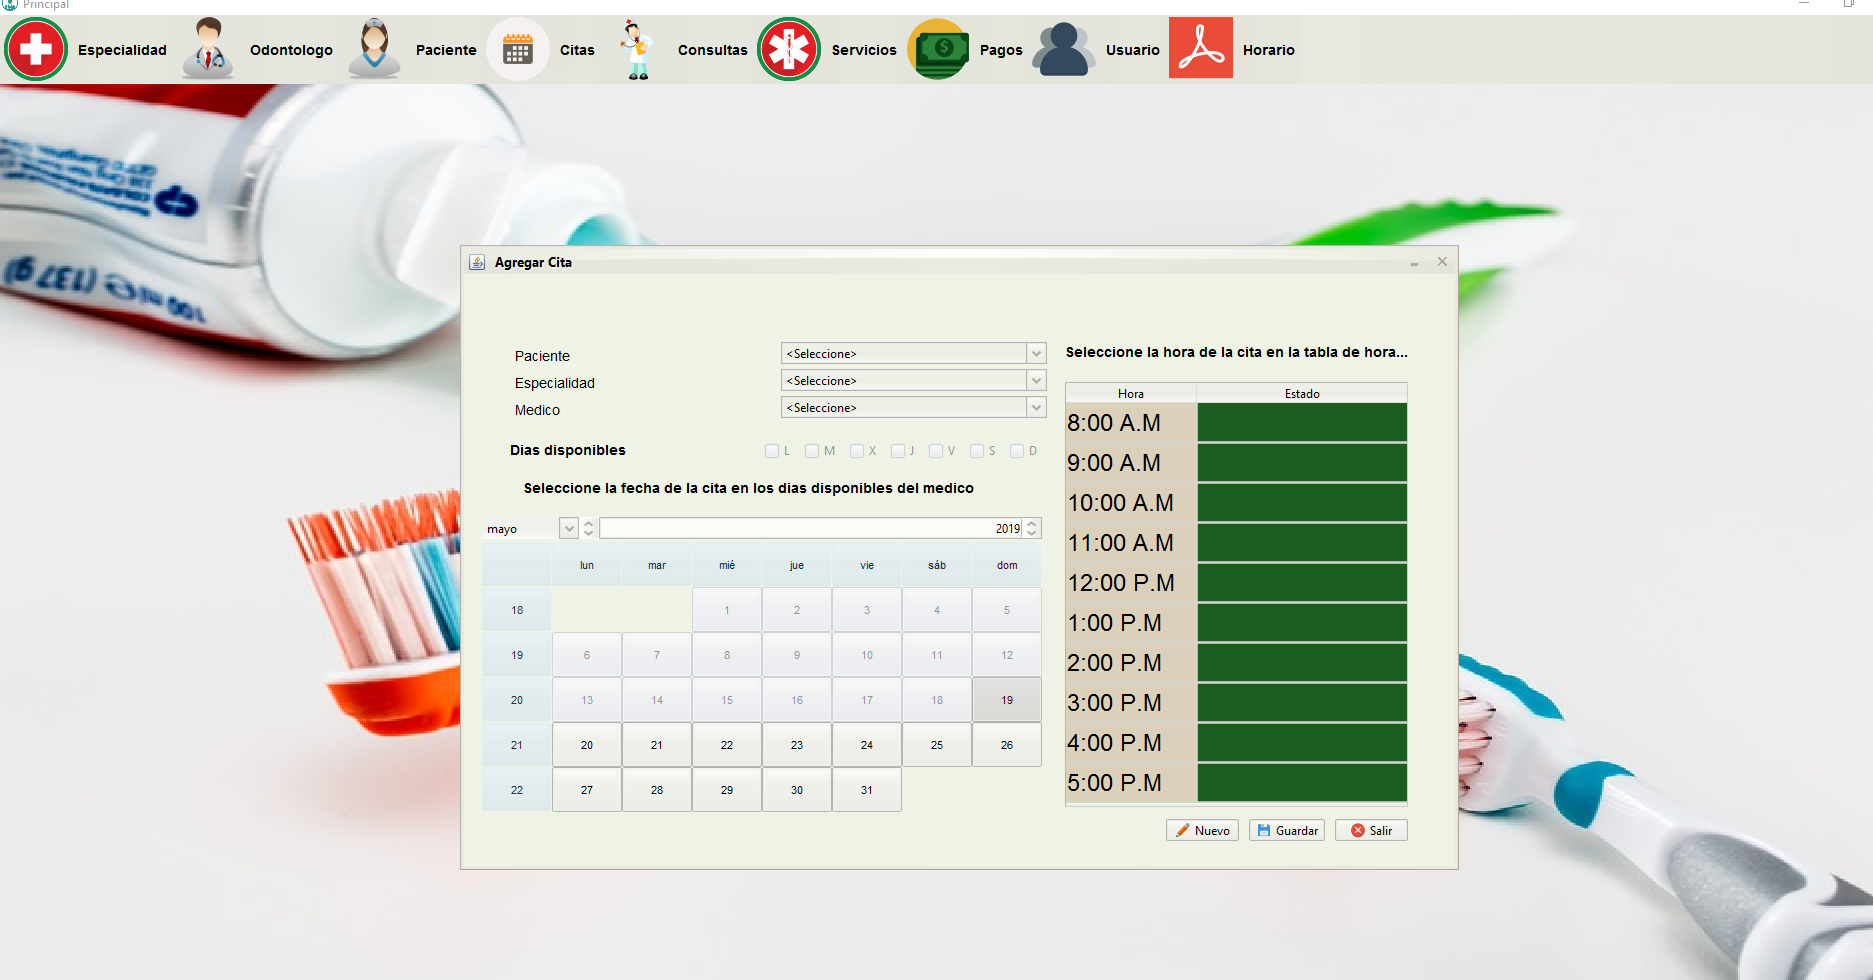 Principal
Especialidad
Odontologo
Paciente
Citas
Consultas
Servicios
Pagos
Usuario
Horario
(137 g)
100 ml
Agregar Cita
Paciente <Seleccione>
Especialidad <Seleccione>
Medico <Seleccione>
Dias disponibles L M X J V S D
Seleccione la fecha de la cita en los dias disponibles del medico
mayo 2019
lun mar mié jue vie sáb dom
18 1 2 3 4 5
19 6 7 8 9 10 11 12
20 13 14 15 16 17 18 19
21 20 21 22 23 24 25 26
22 27 28 29 30 31
Seleccione la hora de la cita en la tabla de hora...
Hora Estado
8:00 A.M
9:00 A.M
10:00 A.M
11:00 A.M
12:00 P.M
1:00 P.M
2:00 P.M
3:00 P.M
4:00 P.M
5:00 P.M
Nuevo Guardar Salir